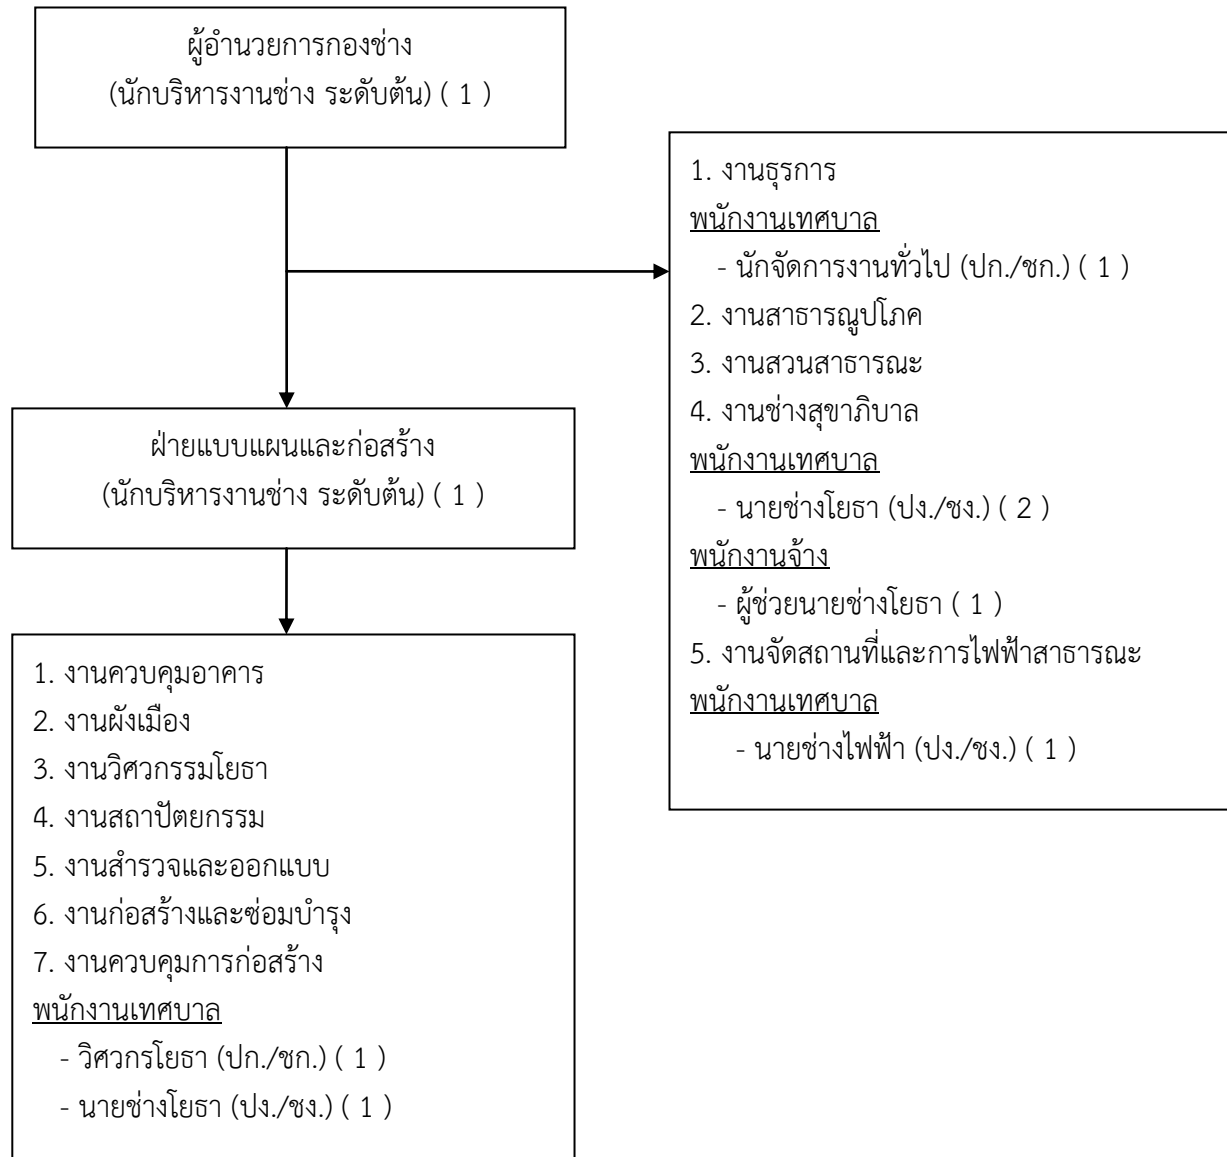 ผู้อำนวยการกองช่าง
(นักบริหารงานช่าง ระดับต้น) ( 1 )
1. งานธุรการ
พนักงานเทศบาล
- นักจัดการงานทั่วไป (ปก./ชก.) ( 1 )
2. งานสาธารณูปโภค
3. งานสวนสาธารณะ
4. งานช่างสุขาภิบาล
พนักงานเทศบาล
- นายช่างโยธา (ปง./ชง.) ( 2 )
พนักงานจ้าง
- ผู้ช่วยนายช่างโยธา ( 1 )
5. งานจัดสถานที่และการไฟฟ้าสาธารณะ
พนักงานเทศบาล
- นายช่างไฟฟ้า (ปง./ชง.) ( 1 )
ฝ่ายแบบแผนและก่อสร้าง
(นักบริหารงานช่าง ระดับต้น) ( 1 )
1. งานควบคุมอาคาร
2. งานผังเมือง
3. งานวิศวกรรมโยธา
4. งานสถาปัตยกรรม
5. งานสำรวจและออกแบบ
6. งานก่อสร้างและซ่อมบำรุง
7. งานควบคุมการก่อสร้าง
พนักงานเทศบาล
- วิศวกรโยธา (ปก./ชก.) ( 1 )
- นายช่างโยธา (ปง./ชง.) ( 1 )